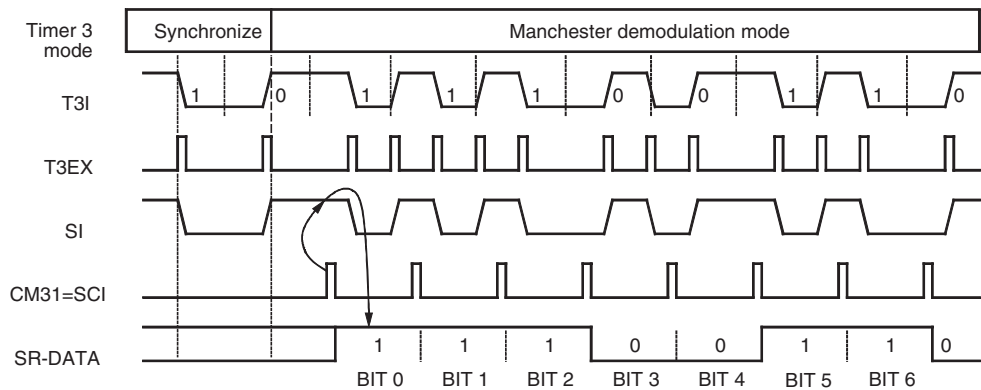 Timer 3
mode
Synchronize
Manchester demodulation mode
T3I
1 0 1 1 1 0 0 1 1 0
T3EX
SI
CM31=SCI
SR-DATA
1 1 1 0 0 1 1 0
BIT 0 BIT 1 BIT 2 BIT 3 BIT 4 BIT 5 BIT 6